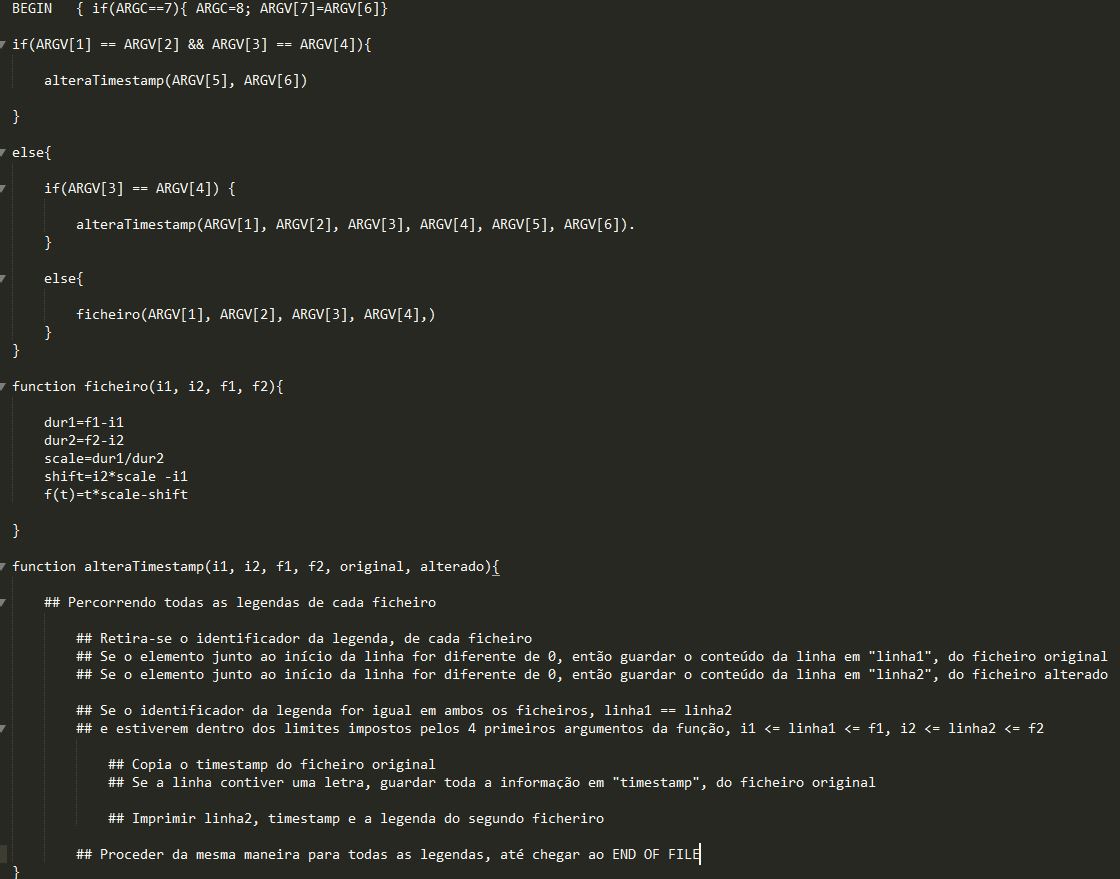 BEGIN   { if(ARGC==7){ ARGC=8; ARGV[7]=ARGV[6]}
if(ARGV[1] == ARGV[2] && ARGV[3] == ARGV[4]){
alteraTimestamp(ARGV[5], ARGV[6])
}
else{
if(ARGV[3] == ARGV[4]) {
alteraTimestamp(ARGV[1], ARGV[2], ARGV[3], ARGV[4], ARGV[5], ARGV[6]).
}
else{
ficheiro(ARGV[1], ARGV[2], ARGV[3], ARGV[4],)
}
}
function ficheiro(i1, i2, f1, f2){
dur1=f1-i1
dur2=f2-i2
scale=dur1/dur2
shift=i2*scale -i1
f(t)=t*scale-shift
}
function alteraTimestamp(i1, i2, f1, f2, original, alterado){
## Percorrendo todas as legendas de cada ficheiro
## Retira-se o identificador da legenda, de cada ficheiro
## Se o elemento junto ao início da linha for diferente de 0, então guardar o conteúdo da linha em "linha1", do ficheiro original
## Se o elemento junto ao início da linha for diferente de 0, então guardar o conteúdo da linha em "linha2", do ficheiro alterado
## Se o identificador da legenda for igual em ambos os ficheiros, linha1 == linha2
## e estiverem dentro dos limites impostos pelos 4 primeiros argumentos da função, i1 <= linha1 <= f1, i2 <= linha2 <= f2
## Copia o timestamp do ficheiro original
## Se a linha contiver uma letra, guardar toda a informação em "timestamp", do ficheiro original
## Imprimir linha2, timestamp e a legenda do segundo ficheriro
## Proceder da mesma maneira para todas as legendas, até chegar ao END OF FILE
}